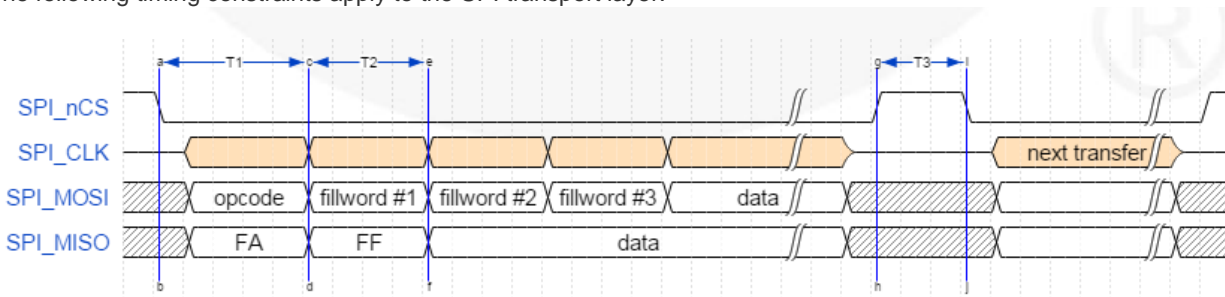 The following timing constraints apply to the SPI transport layer:
®
a T1 c T2 e g T3 i
SPI_nCS
SPI_CLK next transfer
SPI_MOSI opcode fillword #1 fillword #2 fillword #3 data
SPI_MISO FA FF data
b d f h j